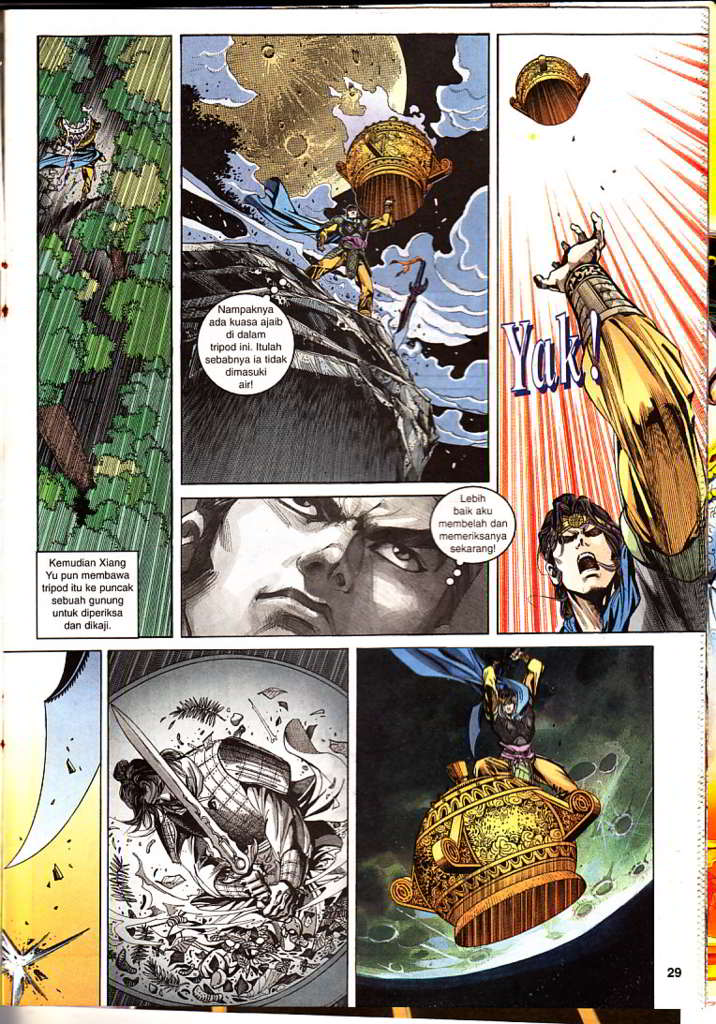 Kemudian Xiang
Yu pun membawa
tripod itu ke puncak
sebuah gunung
untuk diperiksa
dan dikaji.
Nampaknya
ada kuasa ajaib
di dalam
tripod ini. Itulah
sebabnya ia tidak
dimasuki
air!
Lebih
baik aku
membelah dan
memeriksanya
sekarang!
Yak!
29